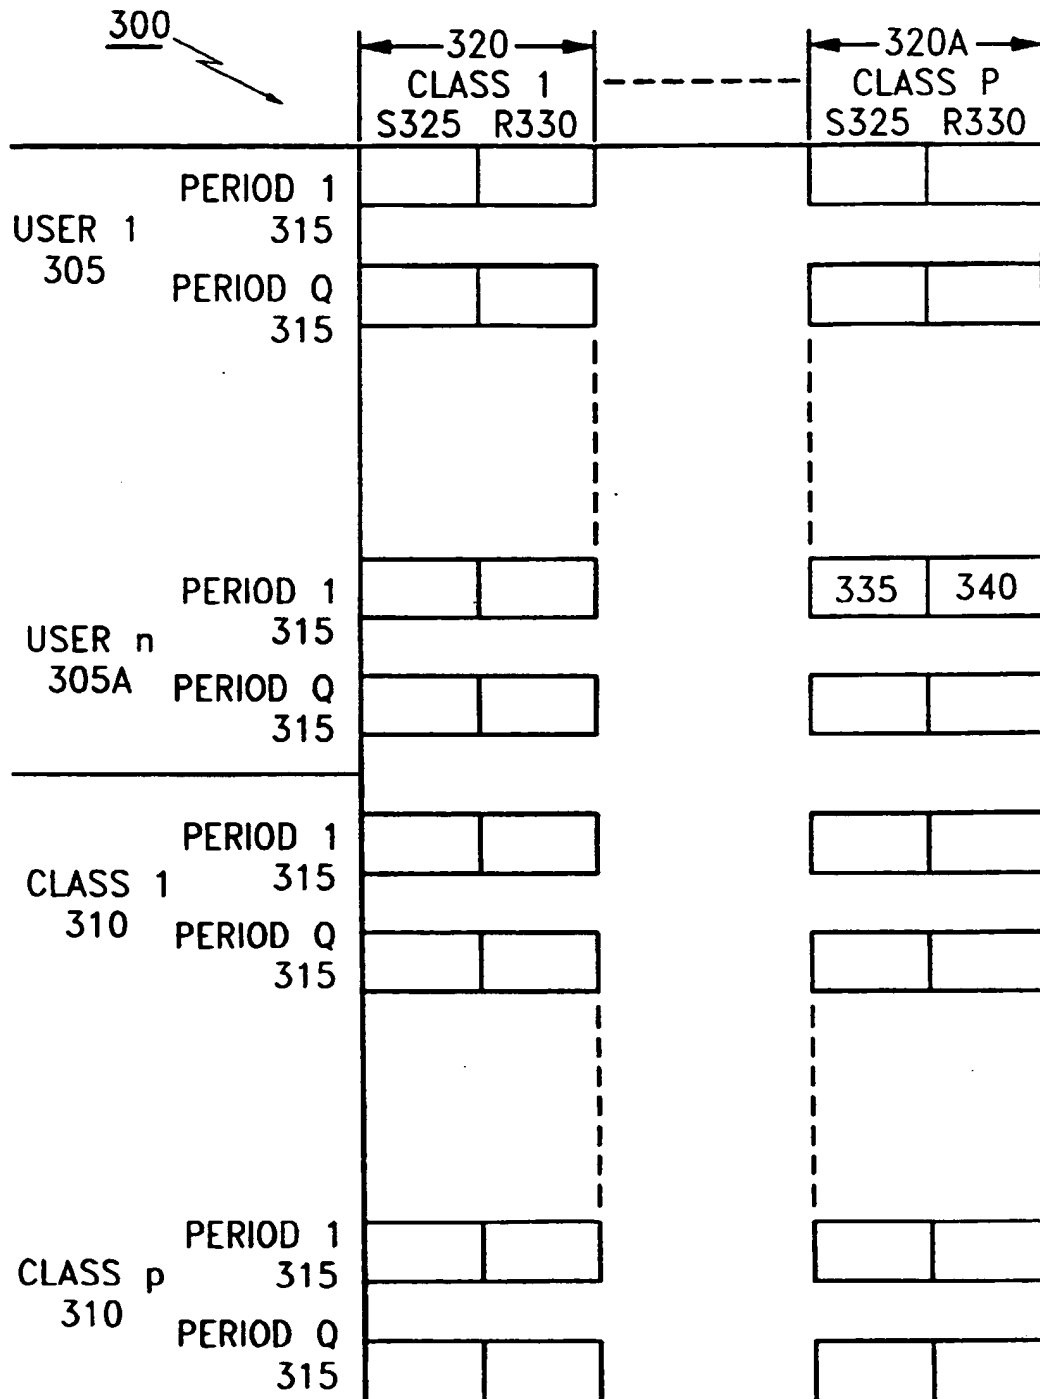 300
320
320A
CLASS 1
CLASS P
S325 R330
S325 R330
PERIOD 1
315
USER 1
305
PERIOD Q
315
PERIOD 1
315
335
340
USER n
305A
PERIOD Q
315
PERIOD 1
315
CLASS 1
310
PERIOD Q
315
PERIOD 1
315
CLASS p
310
PERIOD Q
315